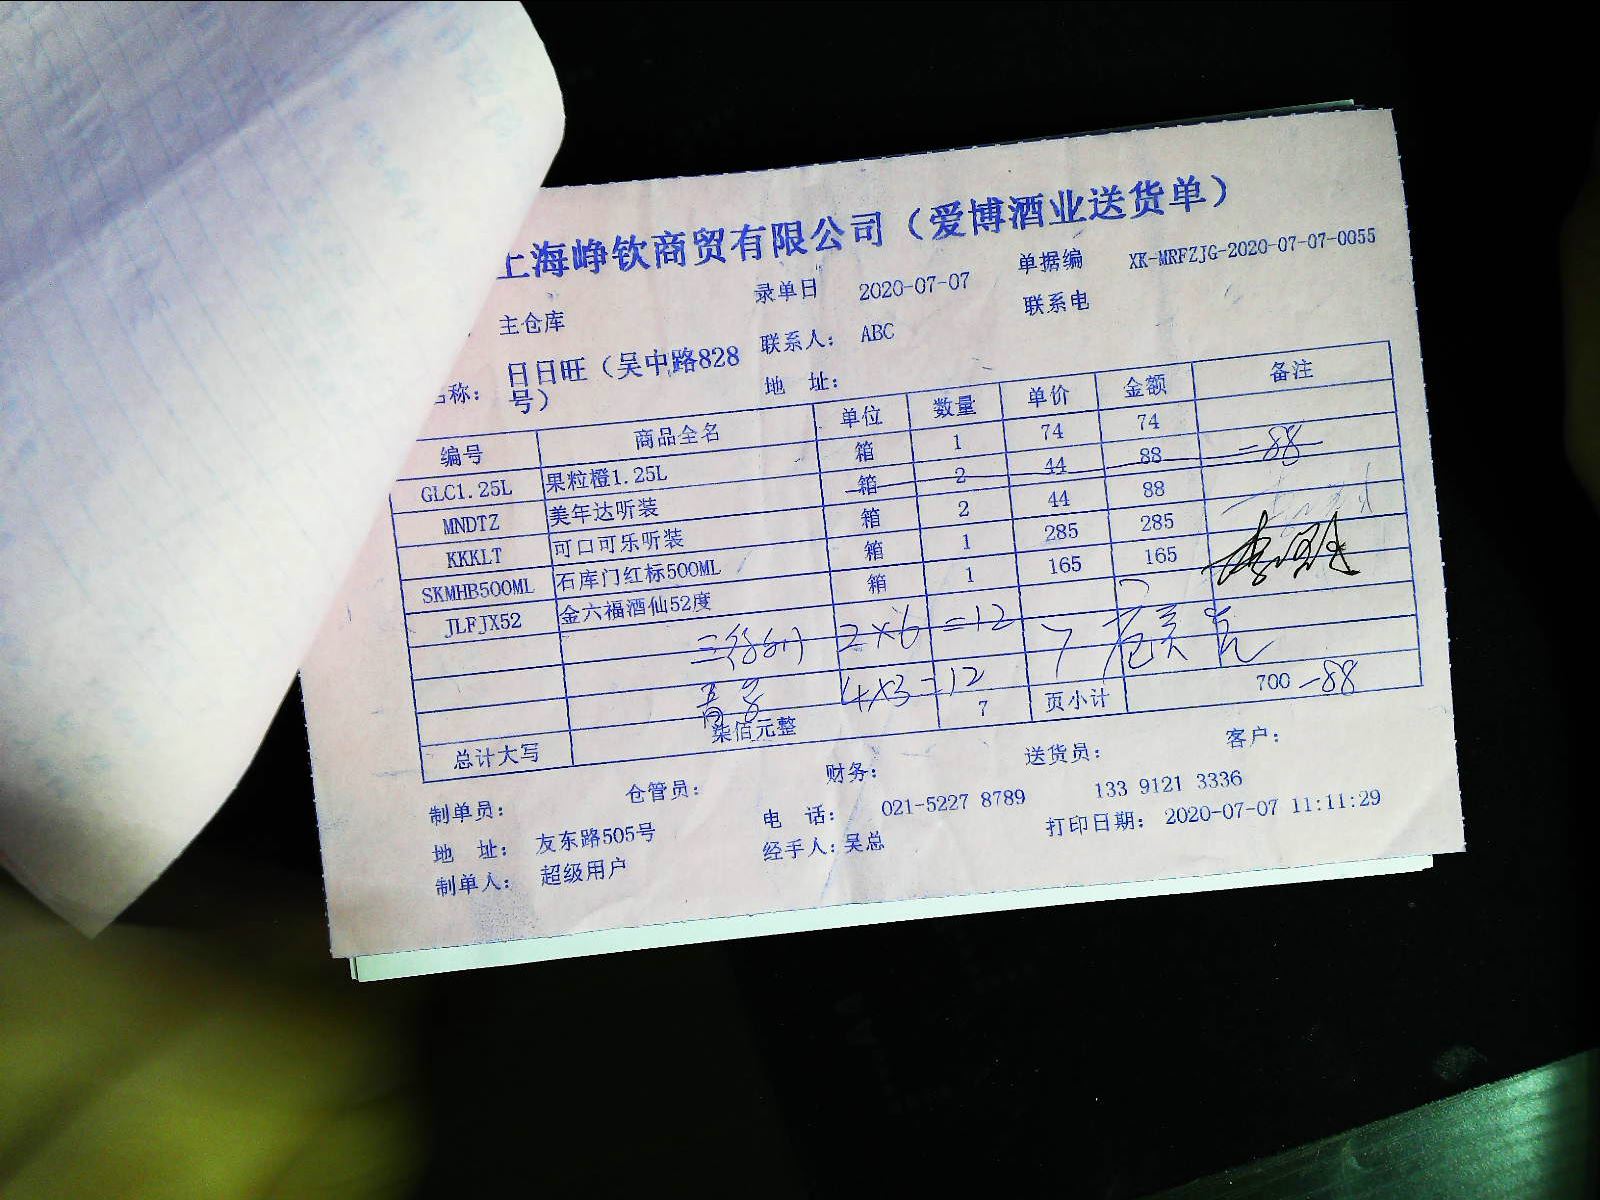 上海峥钦商贸有限公司（爱博酒业送货单）
主仓库 录单日 2020-07-07 单据编 XK-MRFZJG-2020-07-07-0055
名称： 日日旺（吴中路828号） 联系人： ABC 联系电
地 址：
编号 商品全名 单位 数量 单价 金额 备注
GLC1.25L 果粒橙1.25L 箱 1 74 74
MNDTZ 美年达听装 箱 2 44 88 -88
KKKLT 可口可乐听装 箱 2 44 88
SKMHB500ML 石库门红标500ML 箱 1 285 285
JLFJX52 金六福酒仙52度 箱 1 165 165
2×6 =12
4×3 =12
总计大写 柒佰元整 7 页小计 700 -88
制单员： 仓管员： 财务： 送货员： 客户：
地 址： 友东路505号 电 话： 021-5227 8789 133 9121 3336
制单人： 超级用户 经手人：吴总 打印日期： 2020-07-07 11:11:29